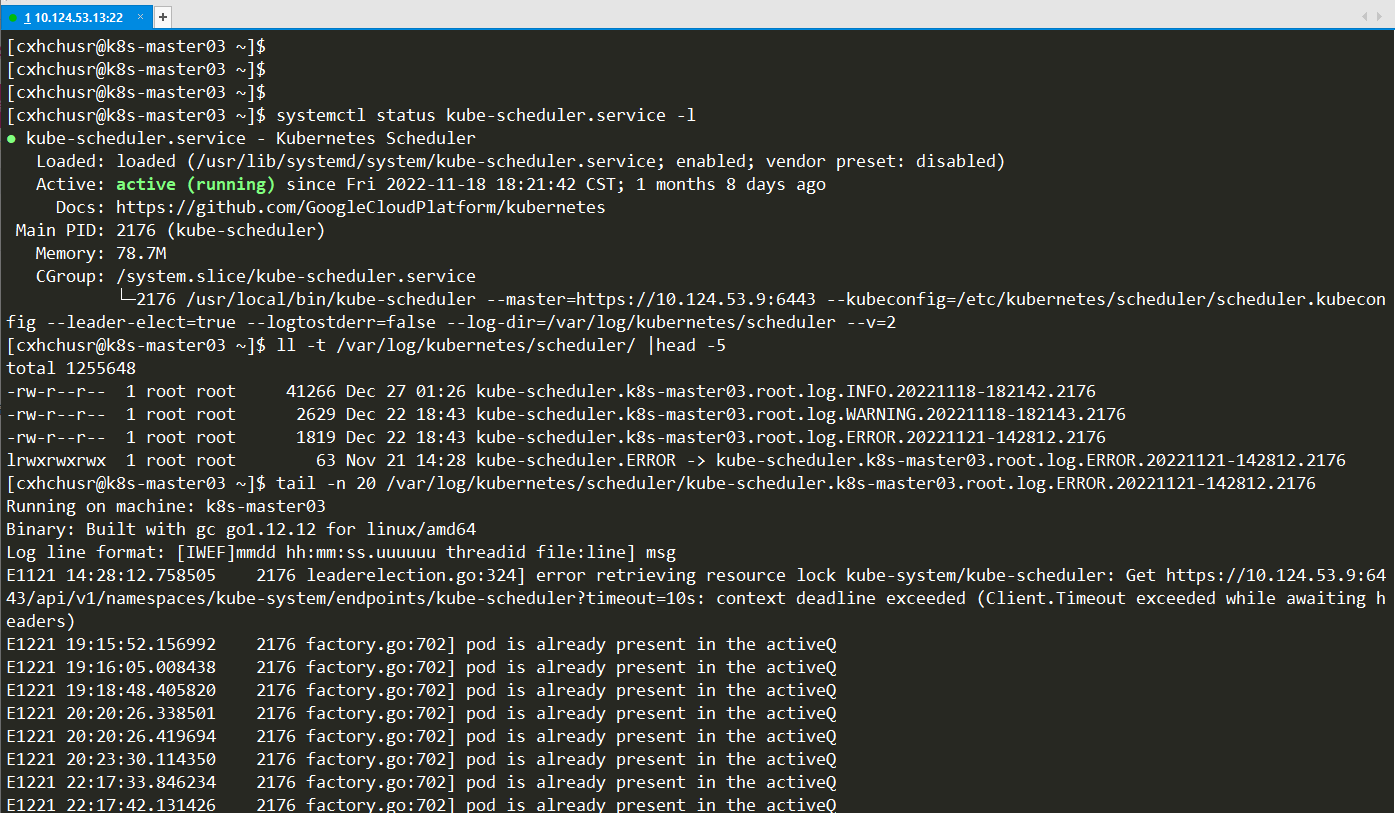 1 10.124.53.13:22 × +
[cxhchusr@k8s-master03 ~]$
[cxhchusr@k8s-master03 ~]$
[cxhchusr@k8s-master03 ~]$
[cxhchusr@k8s-master03 ~]$ systemctl status kube-scheduler.service -l
● kube-scheduler.service - Kubernetes Scheduler
   Loaded: loaded (/usr/lib/systemd/system/kube-scheduler.service; enabled; vendor preset: disabled)
   Active: active (running) since Fri 2022-11-18 18:21:42 CST; 1 months 8 days ago
     Docs: https://github.com/GoogleCloudPlatform/kubernetes
 Main PID: 2176 (kube-scheduler)
   Memory: 78.7M
   CGroup: /system.slice/kube-scheduler.service
           └─2176 /usr/local/bin/kube-scheduler --master=https://10.124.53.9:6443 --kubeconfig=/etc/kubernetes/scheduler/scheduler.kubecon
fig --leader-elect=true --logtostderr=false --log-dir=/var/log/kubernetes/scheduler --v=2
[cxhchusr@k8s-master03 ~]$ ll -t /var/log/kubernetes/scheduler/ |head -5
total 1255648
-rw-r--r--  1 root root     41266 Dec 27 01:26 kube-scheduler.k8s-master03.root.log.INFO.20221118-182142.2176
-rw-r--r--  1 root root      2629 Dec 22 18:43 kube-scheduler.k8s-master03.root.log.WARNING.20221118-182143.2176
-rw-r--r--  1 root root      1819 Dec 22 18:43 kube-scheduler.k8s-master03.root.log.ERROR.20221121-142812.2176
lrwxrwxrwx  1 root root        63 Nov 21 14:28 kube-scheduler.ERROR -> kube-scheduler.k8s-master03.root.log.ERROR.20221121-142812.2176
[cxhchusr@k8s-master03 ~]$ tail -n 20 /var/log/kubernetes/scheduler/kube-scheduler.k8s-master03.root.log.ERROR.20221121-142812.2176
Running on machine: k8s-master03
Binary: Built with gc go1.12.12 for linux/amd64
Log line format: [IWEF]mmdd hh:mm:ss.uuuuuu threadid file:line] msg
E1121 14:28:12.758505    2176 leaderelection.go:324] error retrieving resource lock kube-system/kube-scheduler: Get https://10.124.53.9:64
43/api/v1/namespaces/kube-system/endpoints/kube-scheduler?timeout=10s: context deadline exceeded (Client.Timeout exceeded while awaiting h
eaders)
E1221 19:15:52.156992    2176 factory.go:702] pod is already present in the activeQ
E1221 19:16:05.008438    2176 factory.go:702] pod is already present in the activeQ
E1221 19:18:48.405820    2176 factory.go:702] pod is already present in the activeQ
E1221 20:20:26.338501    2176 factory.go:702] pod is already present in the activeQ
E1221 20:20:26.419694    2176 factory.go:702] pod is already present in the activeQ
E1221 20:23:30.114350    2176 factory.go:702] pod is already present in the activeQ
E1221 22:17:33.846234    2176 factory.go:702] pod is already present in the activeQ
E1221 22:17:42.131426    2176 factory.go:702] pod is already present in the activeQ